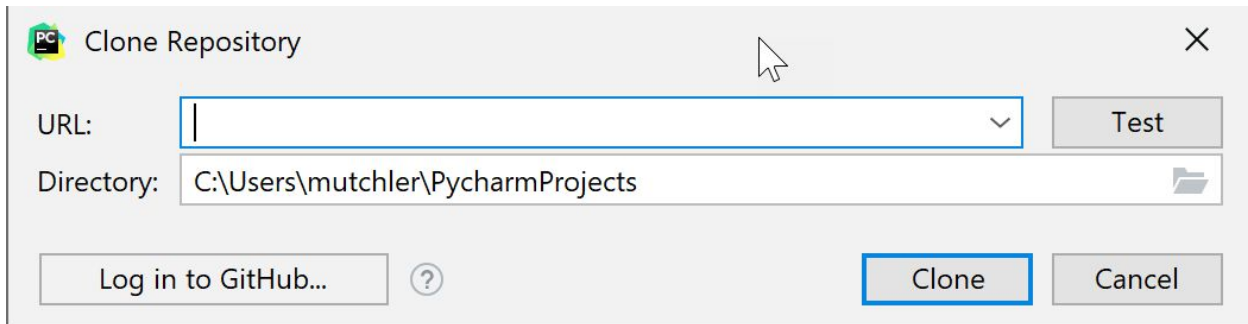 PC Clone Repository
URL: Test
Directory: C:\Users\mutchler\PycharmProjects
Log in to GitHub... ? Clone Cancel